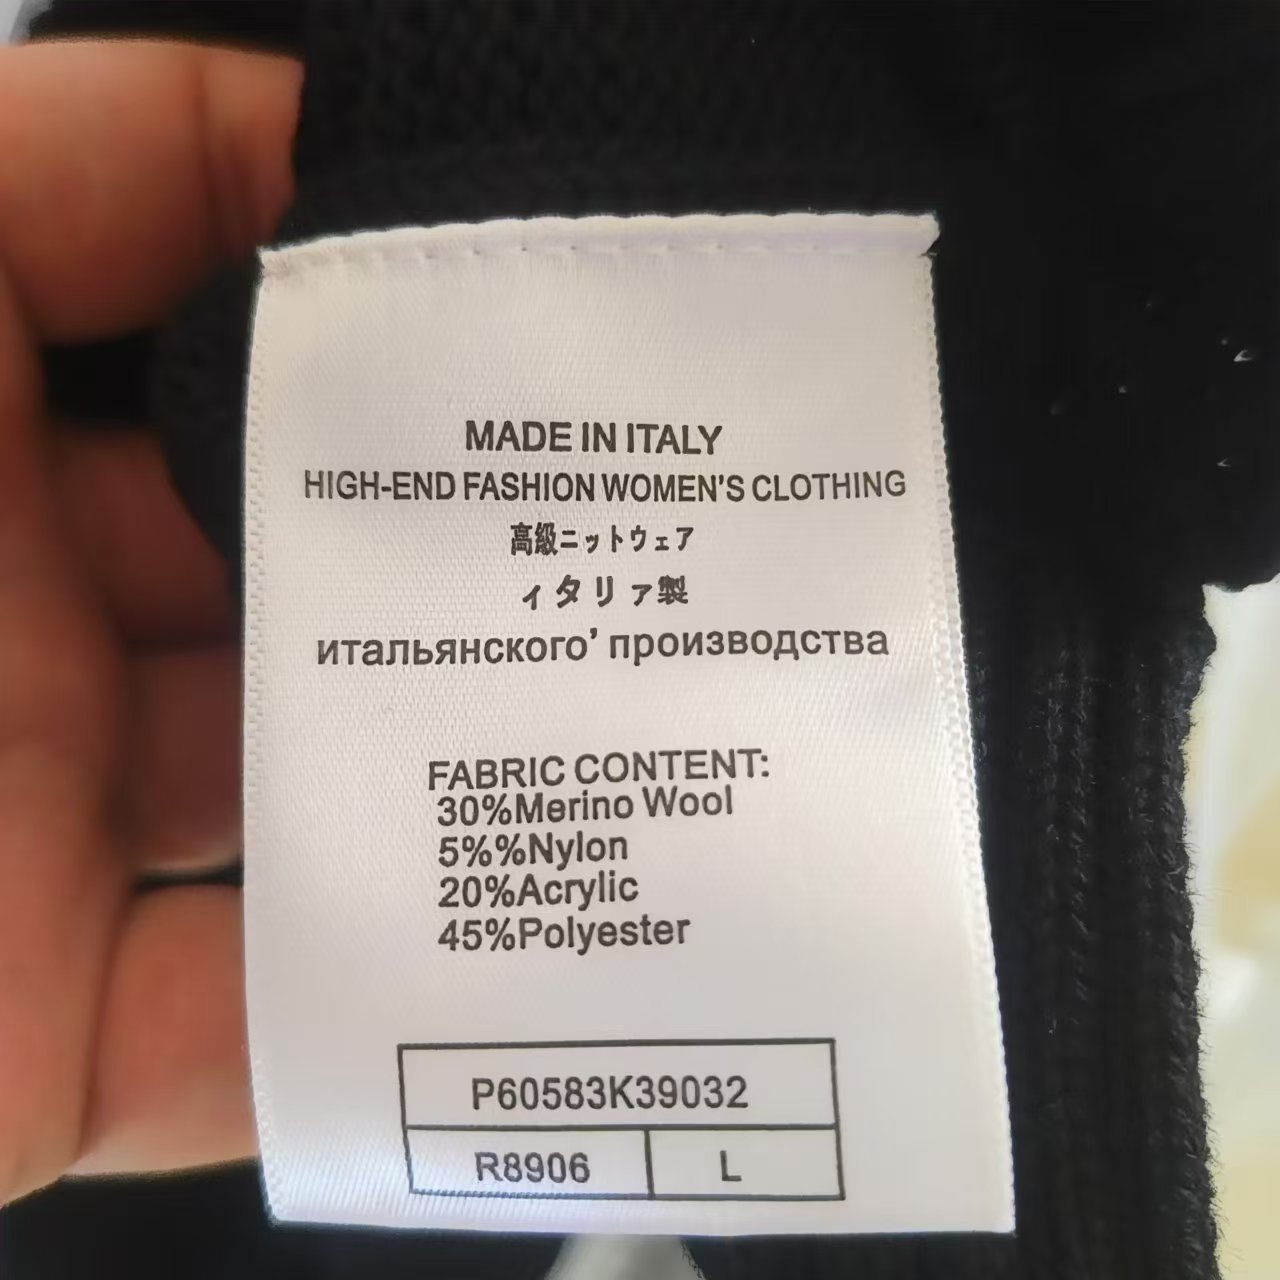 MADE IN ITALY
HIGH-END FASHION WOMEN'S CLOTHING
高級ニットウェア
ィタリァ製
итальянского' производства
FABRIC CONTENT:
30%Merino Wool
5%%Nylon
20%Acrylic
45%Polyester
P60583K39032
R8906 L